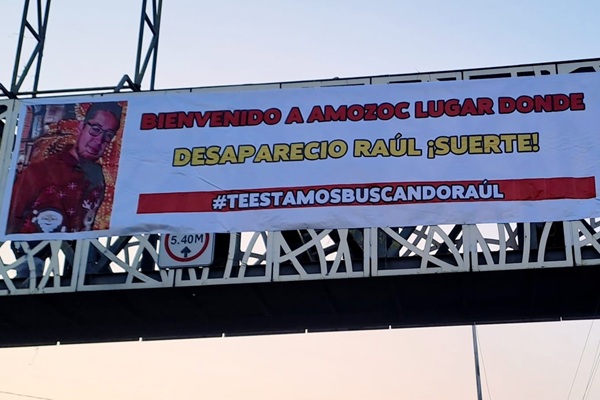 BIENVENIDO A AMOZOC LUGAR DONDE
DESAPARECIO RAÚL ¡SUERTE!
#TEESTAMOSBUSCANDORAÚL
5.40M